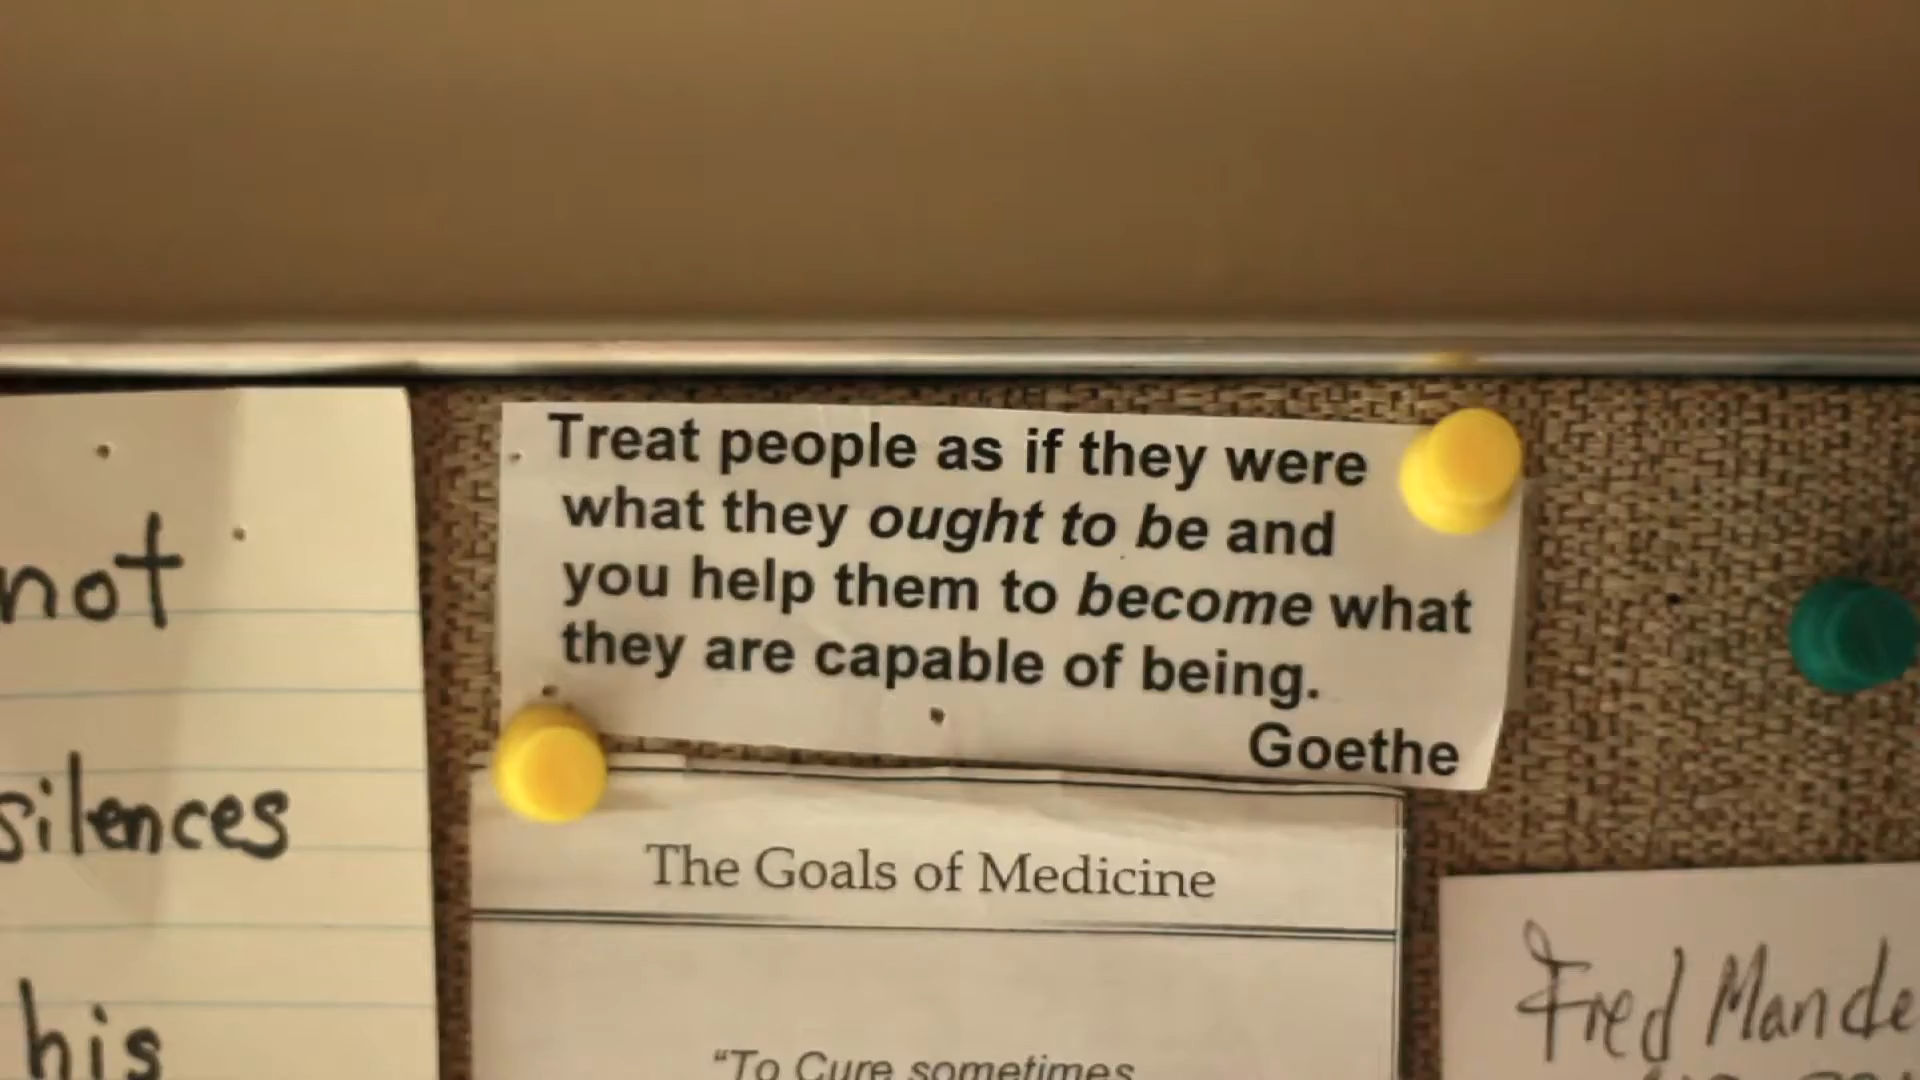 not
silences
his
Treat people as if they were
what they ought to be and
you help them to become what
they are capable of being.
Goethe
The Goals of Medicine
“To Cure sometimes
Fred Mande